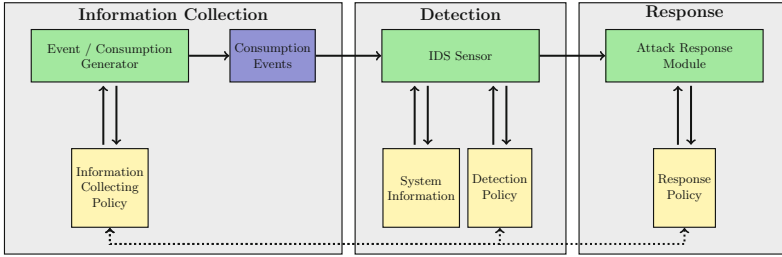 Information Collection
Event / Consumption
Generator
Consumption
Events
Information
Collecting
Policy
Detection
IDS Sensor
System
Information
Detection
Policy
Response
Attack Response
Module
Response
Policy